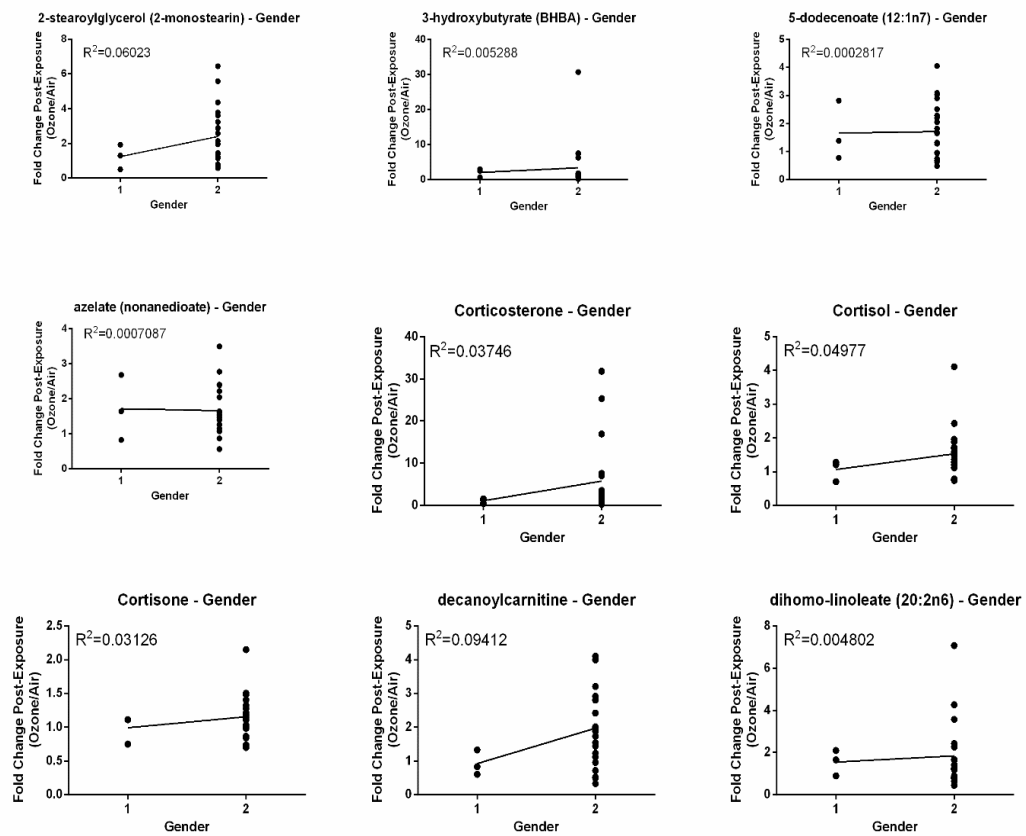 2-stearoylglycerol (2-monostearin) - Gender
R²=0.06023
Fold Change Post-Exposure
(Ozone/Air)
8
6
4
2
0
1 2
Gender
3-hydroxybutyrate (BHBA) - Gender
R²=0.005288
Fold Change Post-Exposure
(Ozone/Air)
40
30
20
10
0
1 2
Gender
5-dodecenoate (12:1n7) - Gender
R²=0.0002817
Fold Change Post-Exposure
(Ozone/Air)
5
4
3
2
1
0
1 2
Gender
azelate (nonanedioate) - Gender
R²=0.0007087
Fold Change Post-Exposure
(Ozone/Air)
4
3
2
1
0
1 2
Gender
Corticosterone - Gender
R²=0.03746
Fold Change Post-Exposure
(Ozone/Air)
40
30
20
10
0
1 2
Gender
Cortisol - Gender
R²=0.04977
Fold Change Post-Exposure
(Ozone/Air)
5
4
3
2
1
0
1 2
Gender
Cortisone - Gender
R²=0.03126
Fold Change Post-Exposure
(Ozone/Air)
2.5
2.0
1.5
1.0
0.5
0.0
1 2
Gender
decanoylcarnitine - Gender
R²=0.09412
Fold Change Post-Exposure
(Ozone/Air)
5
4
3
2
1
0
1 2
Gender
dihomo-linoleate (20:2n6) - Gender
R²=0.004802
Fold Change Post-Exposure
(Ozone/Air)
8
6
4
2
0
1 2
Gender